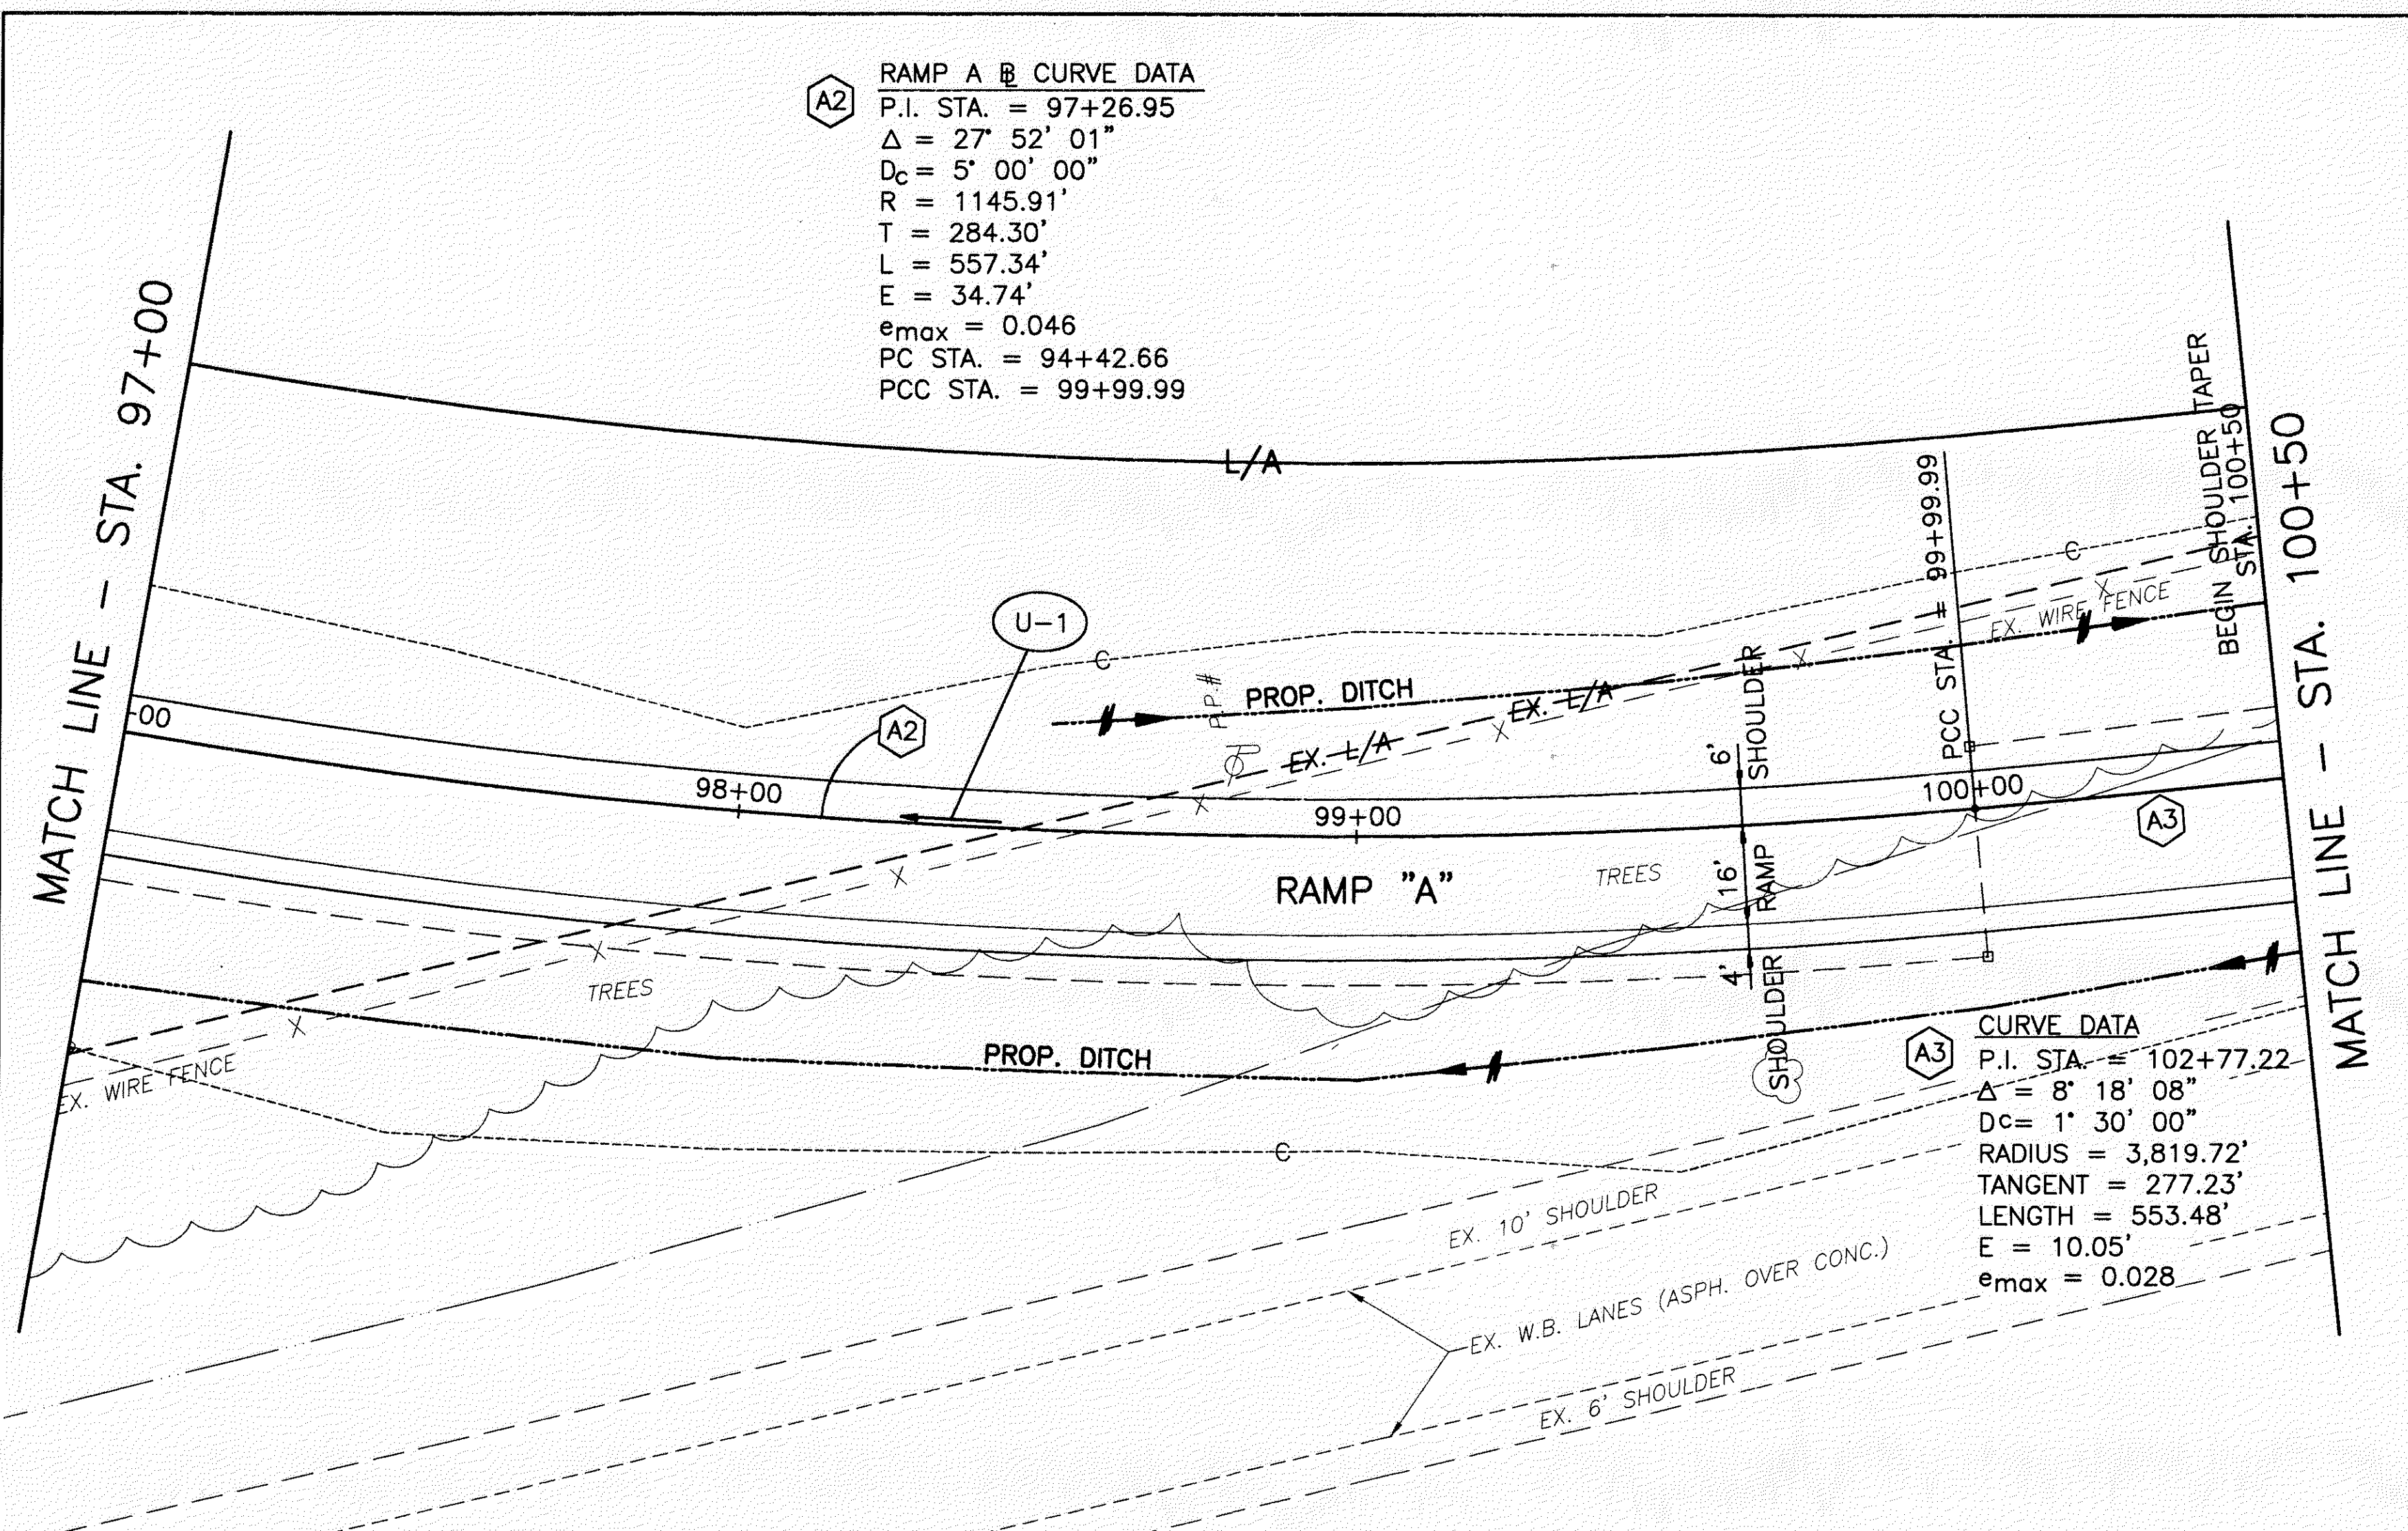 RAMP A ℄ CURVE DATA
A2
P.I. STA. = 97+26.95
Δ = 27° 52' 01"
Dc = 5° 00' 00"
R = 1145.91'
T = 284.30'
L = 557.34'
E = 34.74'
emax = 0.046
PC STA. = 94+42.66
PCC STA. = 99+99.99
MATCH LINE - STA. 97+00
L/A
BEGIN SHOULDER TAPER
STA. 100+50
MATCH LINE - STA. 100+50
PCC STA. = 99+99.99
C
EX. WIRE FENCE
U-1
C
P.P.#
PROP. DITCH
EX. L/A
EX. L/A
-00
A2
98+00
99+00
100+00
A3
6' SHOULDER
16' RAMP
4' SHOULDER
TREES
RAMP "A"
TREES
PROP. DITCH
EX. WIRE FENCE
C
A3
CURVE DATA
P.I. STA. = 102+77.22
Δ = 8° 18' 08"
Dc= 1° 30' 00"
RADIUS = 3,819.72'
TANGENT = 277.23'
LENGTH = 553.48'
E = 10.05'
emax = 0.028
EX. 10' SHOULDER
EX. W.B. LANES (ASPH. OVER CONC.)
EX. 6' SHOULDER